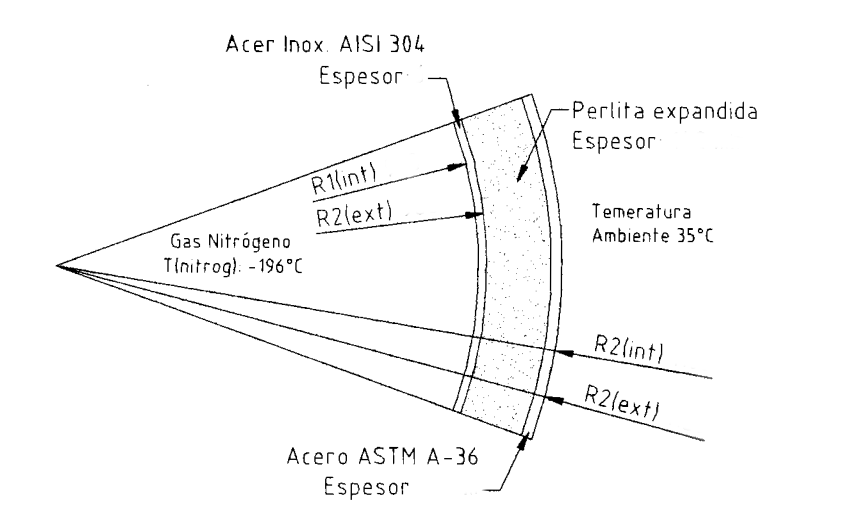 Acer Inox. AISI 304
Espesor
Perlita expandida
Espesor
R1(int)
R2(ext)
Temeratura
Ambiente 35°C
Gas Nitrógeno
T(nitrog): -196°C
R2(int)
R2(ext)
Acero ASTM A-36
Espesor